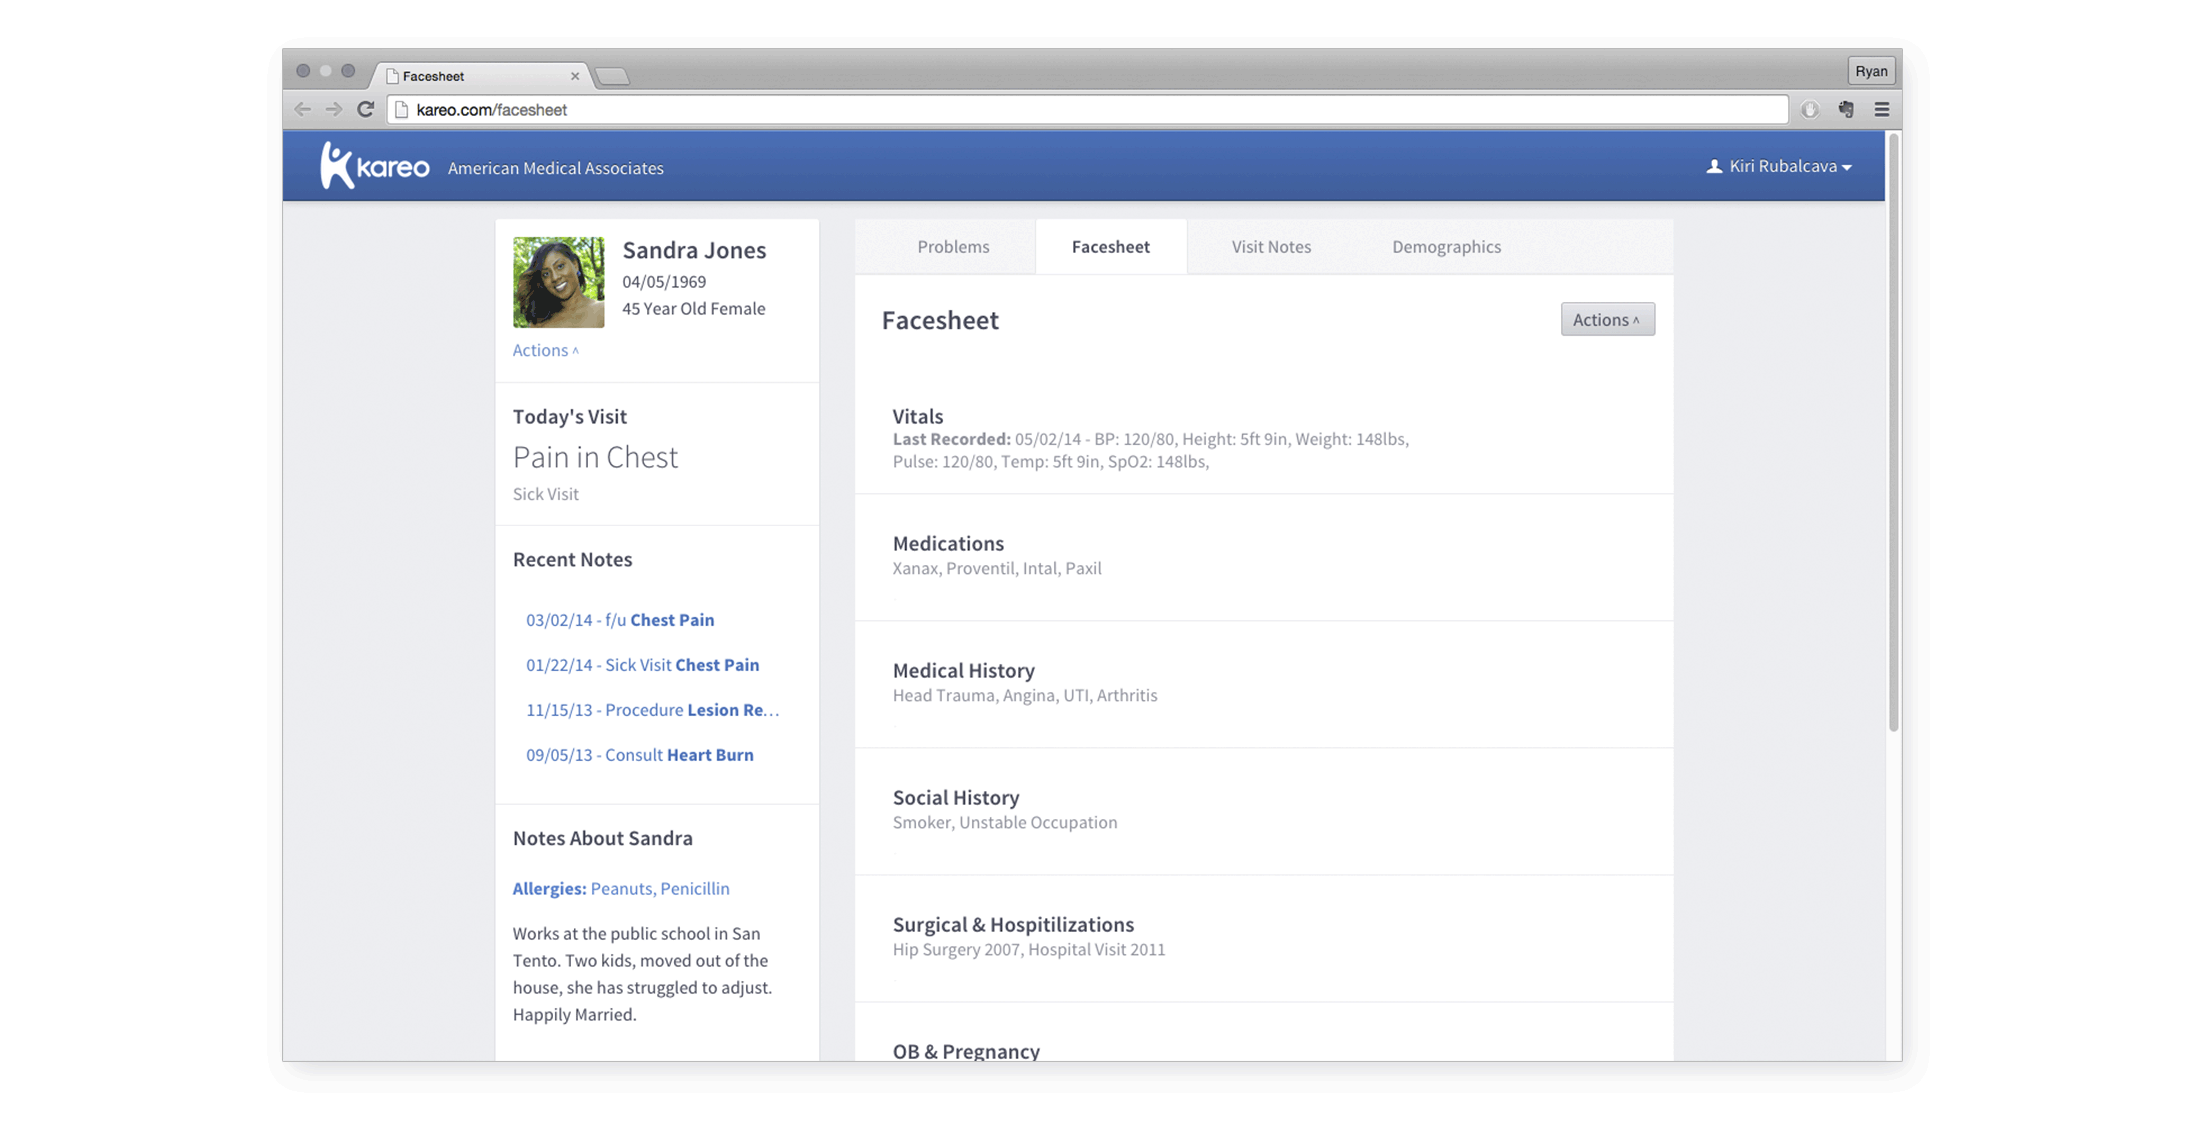 Facesheet
Ryan
kareo.com/facesheet
kareo American Medical Associates
Kiri Rubalcava
Sandra Jones
04/05/1969
45 Year Old Female
Actions ^
Today's Visit
Pain in Chest
Sick Visit
Recent Notes
03/02/14 - f/u Chest Pain
01/22/14 - Sick Visit Chest Pain
11/15/13 - Procedure Lesion Re…
09/05/13 - Consult Heart Burn
Notes About Sandra
Allergies: Peanuts, Penicillin
Works at the public school in San
Tento. Two kids, moved out of the
house, she has struggled to adjust.
Happily Married.
Problems Facesheet Visit Notes Demographics
Facesheet
Actions ^
Vitals
Last Recorded: 05/02/14 - BP: 120/80, Height: 5ft 9in, Weight: 148lbs,
Pulse: 120/80, Temp: 5ft 9in, SpO2: 148lbs,
Medications
Xanax, Proventil, Intal, Paxil
Medical History
Head Trauma, Angina, UTI, Arthritis
Social History
Smoker, Unstable Occupation
Surgical & Hospitilizations
Hip Surgery 2007, Hospital Visit 2011
OB & Pregnancy